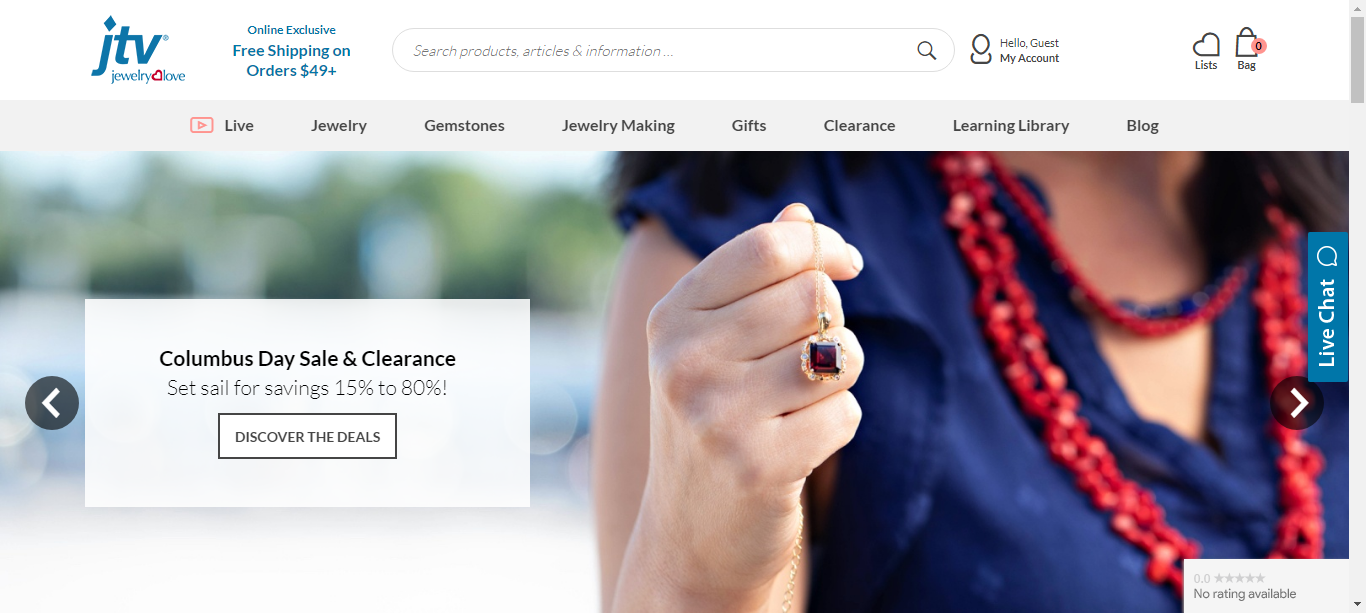 jtv®
jewelry love
Online Exclusive
Free Shipping on
Orders $49+
Search products, articles & information ...
Hello, Guest
My Account
Lists
0
Bag
Live
Jewelry
Gemstones
Jewelry Making
Gifts
Clearance
Learning Library
Blog
Columbus Day Sale & Clearance
Set sail for savings 15% to 80%!
DISCOVER THE DEALS
Live Chat
0.0 ★★★★★
No rating available